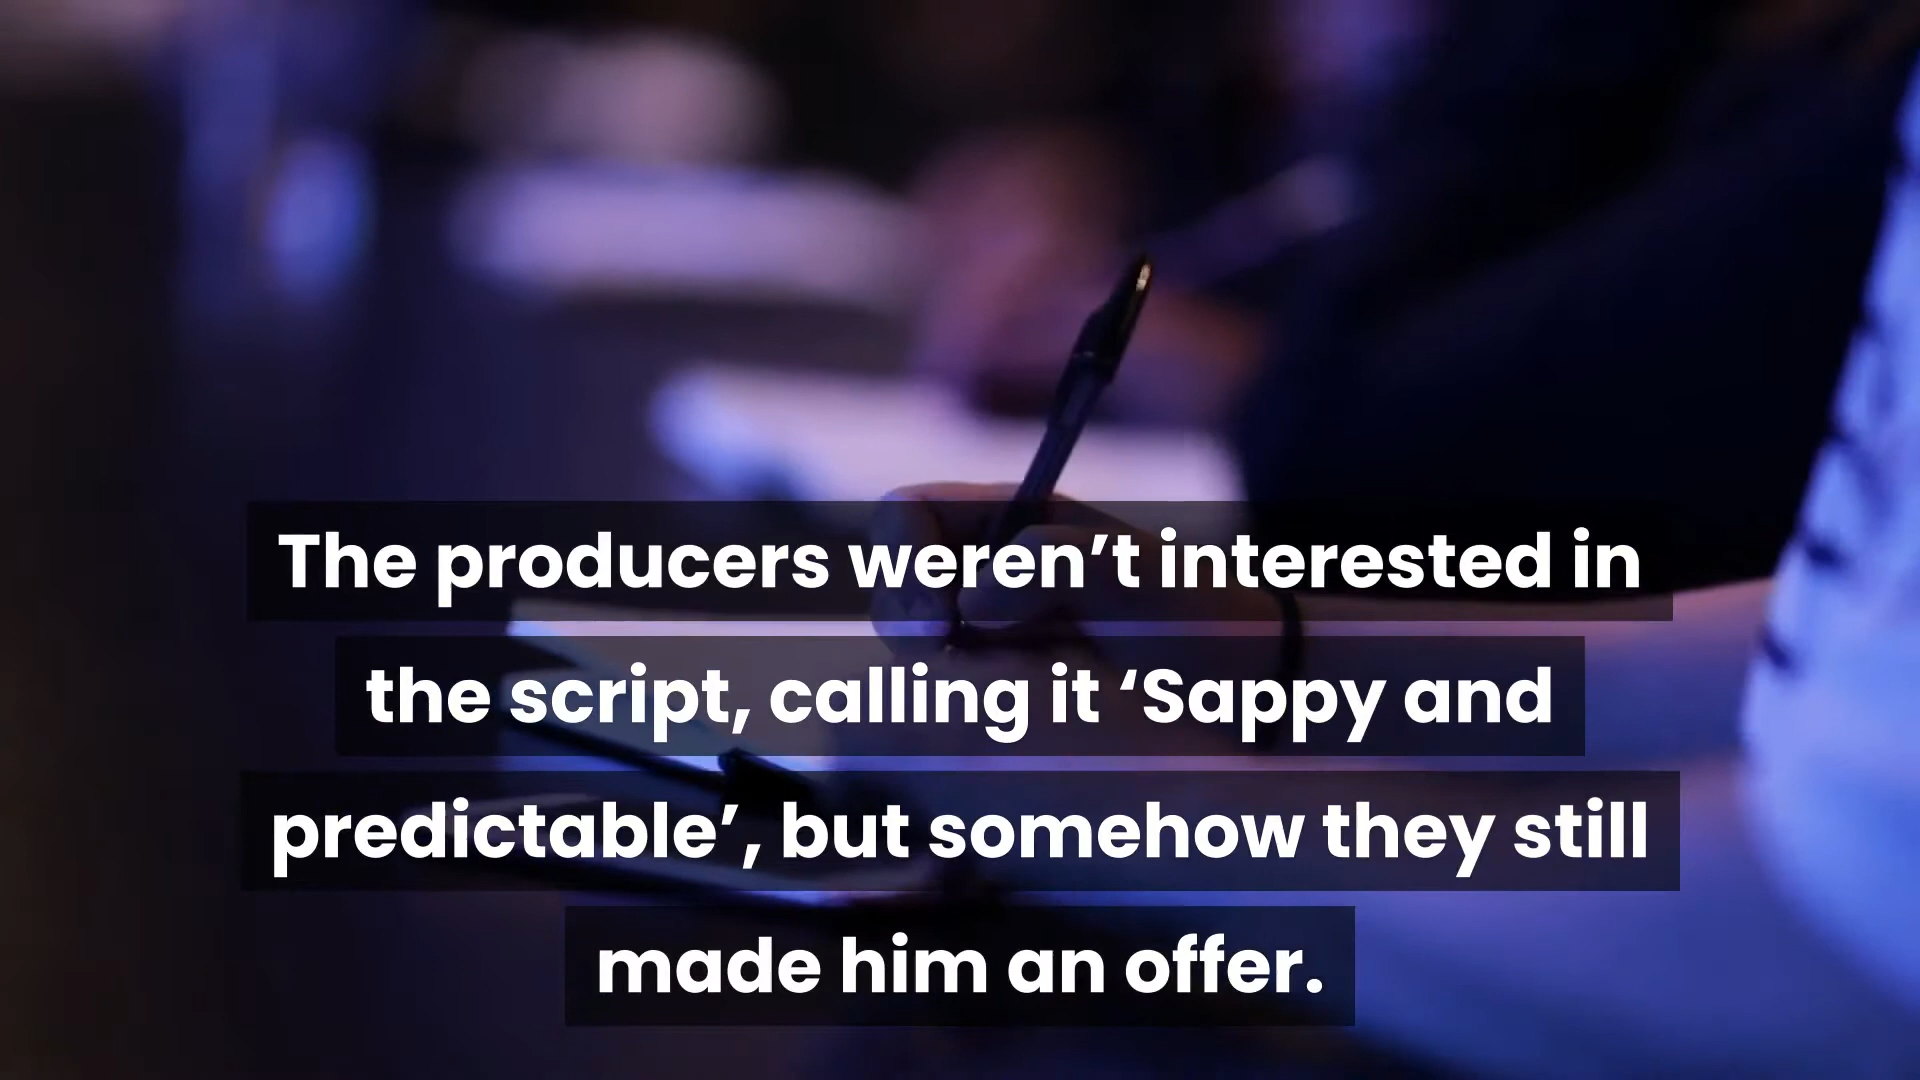 The producers weren’t interested in
the script, calling it ‘Sappy and
predictable’, but somehow they still
made him an offer.